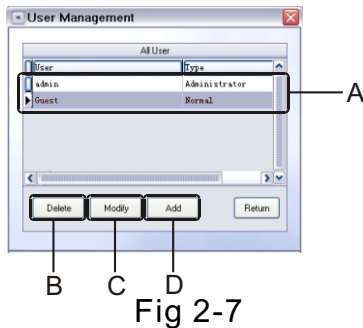 User Management
All User
User Type
admin Administrator
Guest Normal
A
Delete Modify Add Return
B C D
Fig 2-7